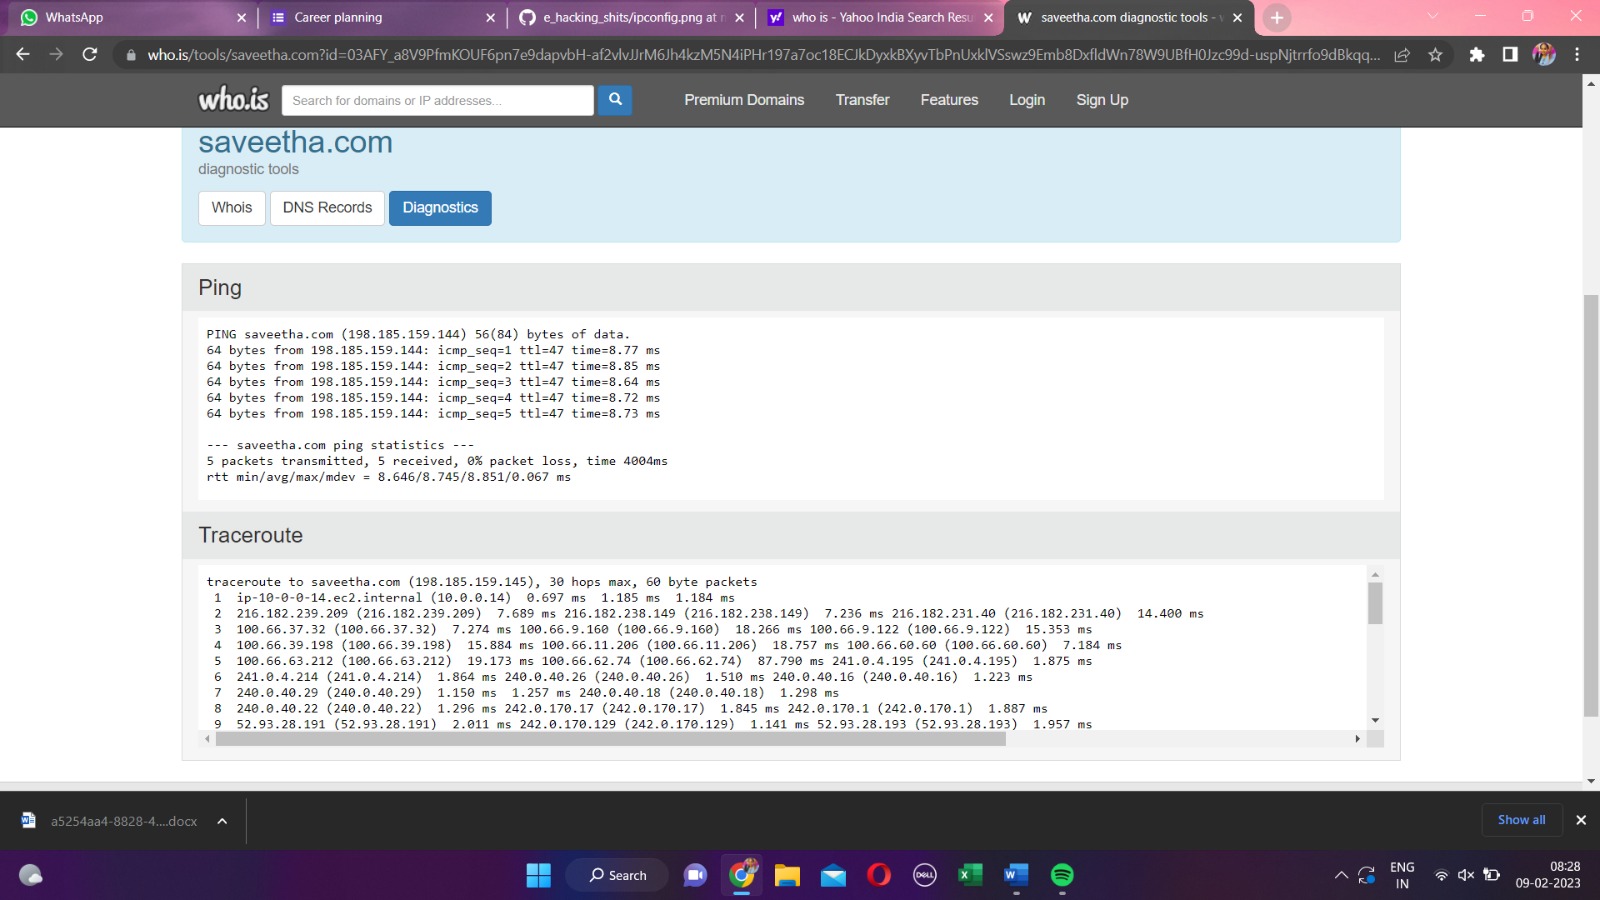 WhatsApp
Career planning
e_hacking_shits/ipconfig.png at
who is - Yahoo India Search Resu
saveetha.com diagnostic tools -
who.is/tools/saveetha.com?id=03AFY_a8V9PfmKOUF6pn7e9dapvbH-af2vlvJJrM6Jh4kzM5N4iPHr197a7oc18ECJkDyxkBXyvTbPnUxklVSswz9Emb8DxfldWn78W9UBfH0Jzc99d-uspNjtrrfo9dBkqq...
who.is
Search for domains or IP addresses...
Premium Domains
Transfer
Features
Login
Sign Up
saveetha.com
diagnostic tools
Whois
DNS Records
Diagnostics
Ping
PING saveetha.com (198.185.159.144) 56(84) bytes of data.
64 bytes from 198.185.159.144: icmp_seq=1 ttl=47 time=8.77 ms
64 bytes from 198.185.159.144: icmp_seq=2 ttl=47 time=8.85 ms
64 bytes from 198.185.159.144: icmp_seq=3 ttl=47 time=8.64 ms
64 bytes from 198.185.159.144: icmp_seq=4 ttl=47 time=8.72 ms
64 bytes from 198.185.159.144: icmp_seq=5 ttl=47 time=8.73 ms
--- saveetha.com ping statistics ---
5 packets transmitted, 5 received, 0% packet loss, time 4004ms
rtt min/avg/max/mdev = 8.646/8.745/8.851/0.067 ms
Traceroute
traceroute to saveetha.com (198.185.159.145), 30 hops max, 60 byte packets
1 ip-10-0-0-14.ec2.internal (10.0.0.14) 0.697 ms 1.185 ms 1.184 ms
2 216.182.239.209 (216.182.239.209) 7.689 ms 216.182.238.149 (216.182.238.149) 7.236 ms 216.182.231.40 (216.182.231.40) 14.400 ms
3 100.66.37.32 (100.66.37.32) 7.274 ms 100.66.9.160 (100.66.9.160) 18.266 ms 100.66.9.122 (100.66.9.122) 15.353 ms
4 100.66.39.198 (100.66.39.198) 15.884 ms 100.66.11.206 (100.66.11.206) 18.757 ms 100.66.60.60 (100.66.60.60) 7.184 ms
5 100.66.63.212 (100.66.63.212) 19.173 ms 100.66.62.74 (100.66.62.74) 87.790 ms 241.0.4.195 (241.0.4.195) 1.875 ms
6 241.0.4.214 (241.0.4.214) 1.864 ms 240.0.40.26 (240.0.40.26) 1.510 ms 240.0.40.16 (240.0.40.16) 1.223 ms
7 240.0.40.29 (240.0.40.29) 1.150 ms 1.257 ms 240.0.40.18 (240.0.40.18) 1.298 ms
8 240.0.40.22 (240.0.40.22) 1.296 ms 242.0.170.17 (242.0.170.17) 1.845 ms 242.0.170.1 (242.0.170.1) 1.887 ms
9 52.93.28.191 (52.93.28.191) 2.011 ms 242.0.170.129 (242.0.170.129) 1.141 ms 52.93.28.193 (52.93.28.193) 1.957 ms
a5254aa4-8828-4....docx
Show all
Search
DELL
ENG
IN
08:28
09-02-2023